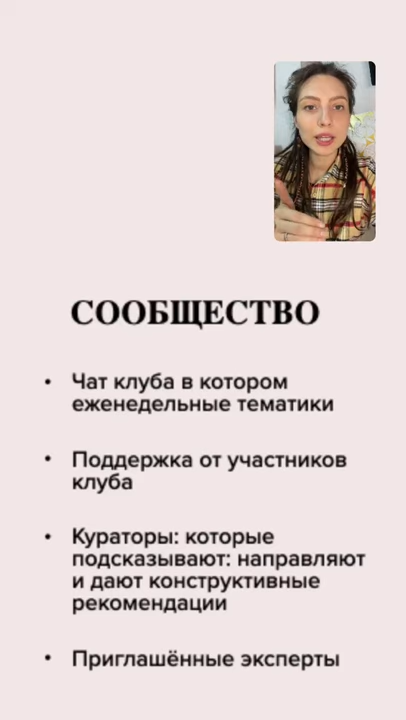 СООБЩЕСТВО
• Чат клуба в котором
еженедельные тематики
• Поддержка от участников
клуба
• Кураторы: которые
подсказывают: направляют
и дают конструктивные
рекомендации
• Приглашённые эксперты